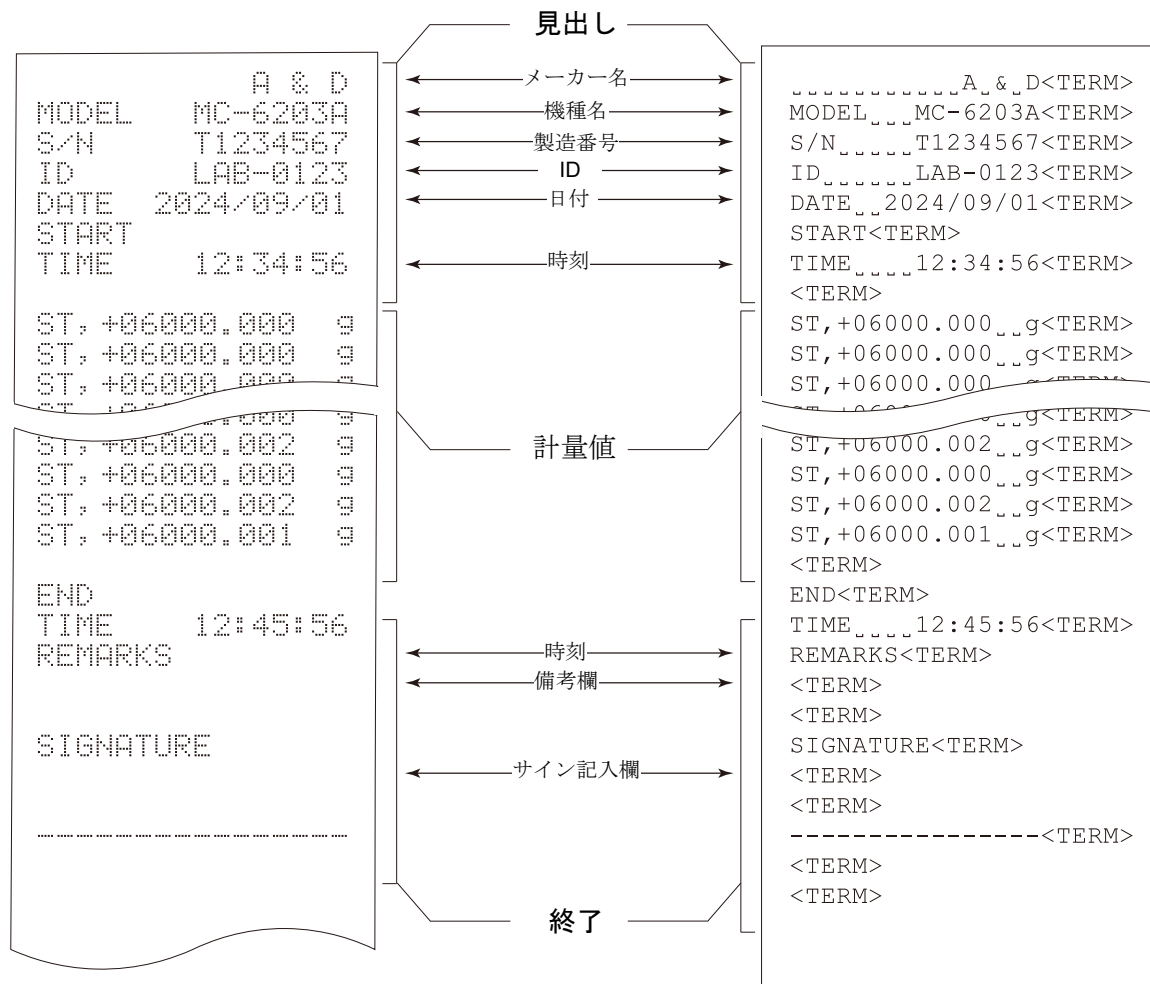 見出し
A & D
MODEL MC-6203A
S/N T1234567
ID LAB-0123
DATE 2024/09/01
START
TIME 12:34:56
ST, +06000.000 g
ST, +06000.000 g
ST, +06000.000 g
ST, +06000.002 g
ST, +06000.000 g
ST, +06000.002 g
ST, +06000.001 g
END
TIME 12:45:56
REMARKS
SIGNATURE
----------------
メーカー名
機種名
製造番号
ID
日付
時刻
計量値
時刻
備考欄
サイン記入欄
終了
␣␣␣␣␣␣␣␣␣␣␣A␣&␣D<TERM>
MODEL␣␣␣MC-6203A<TERM>
S/N␣␣␣␣␣T1234567<TERM>
ID␣␣␣␣␣␣LAB-0123<TERM>
DATE␣␣2024/09/01<TERM>
START<TERM>
TIME␣␣␣␣12:34:56<TERM>
<TERM>
ST,+06000.000␣␣g<TERM>
ST,+06000.000␣␣g<TERM>
ST,+06000.000␣␣g<TERM>
ST,+06000.002␣␣g<TERM>
ST,+06000.000␣␣g<TERM>
ST,+06000.002␣␣g<TERM>
ST,+06000.001␣␣g<TERM>
<TERM>
END<TERM>
TIME␣␣␣␣12:45:56<TERM>
REMARKS<TERM>
<TERM>
<TERM>
SIGNATURE<TERM>
<TERM>
<TERM>
----------------<TERM>
<TERM>
<TERM>